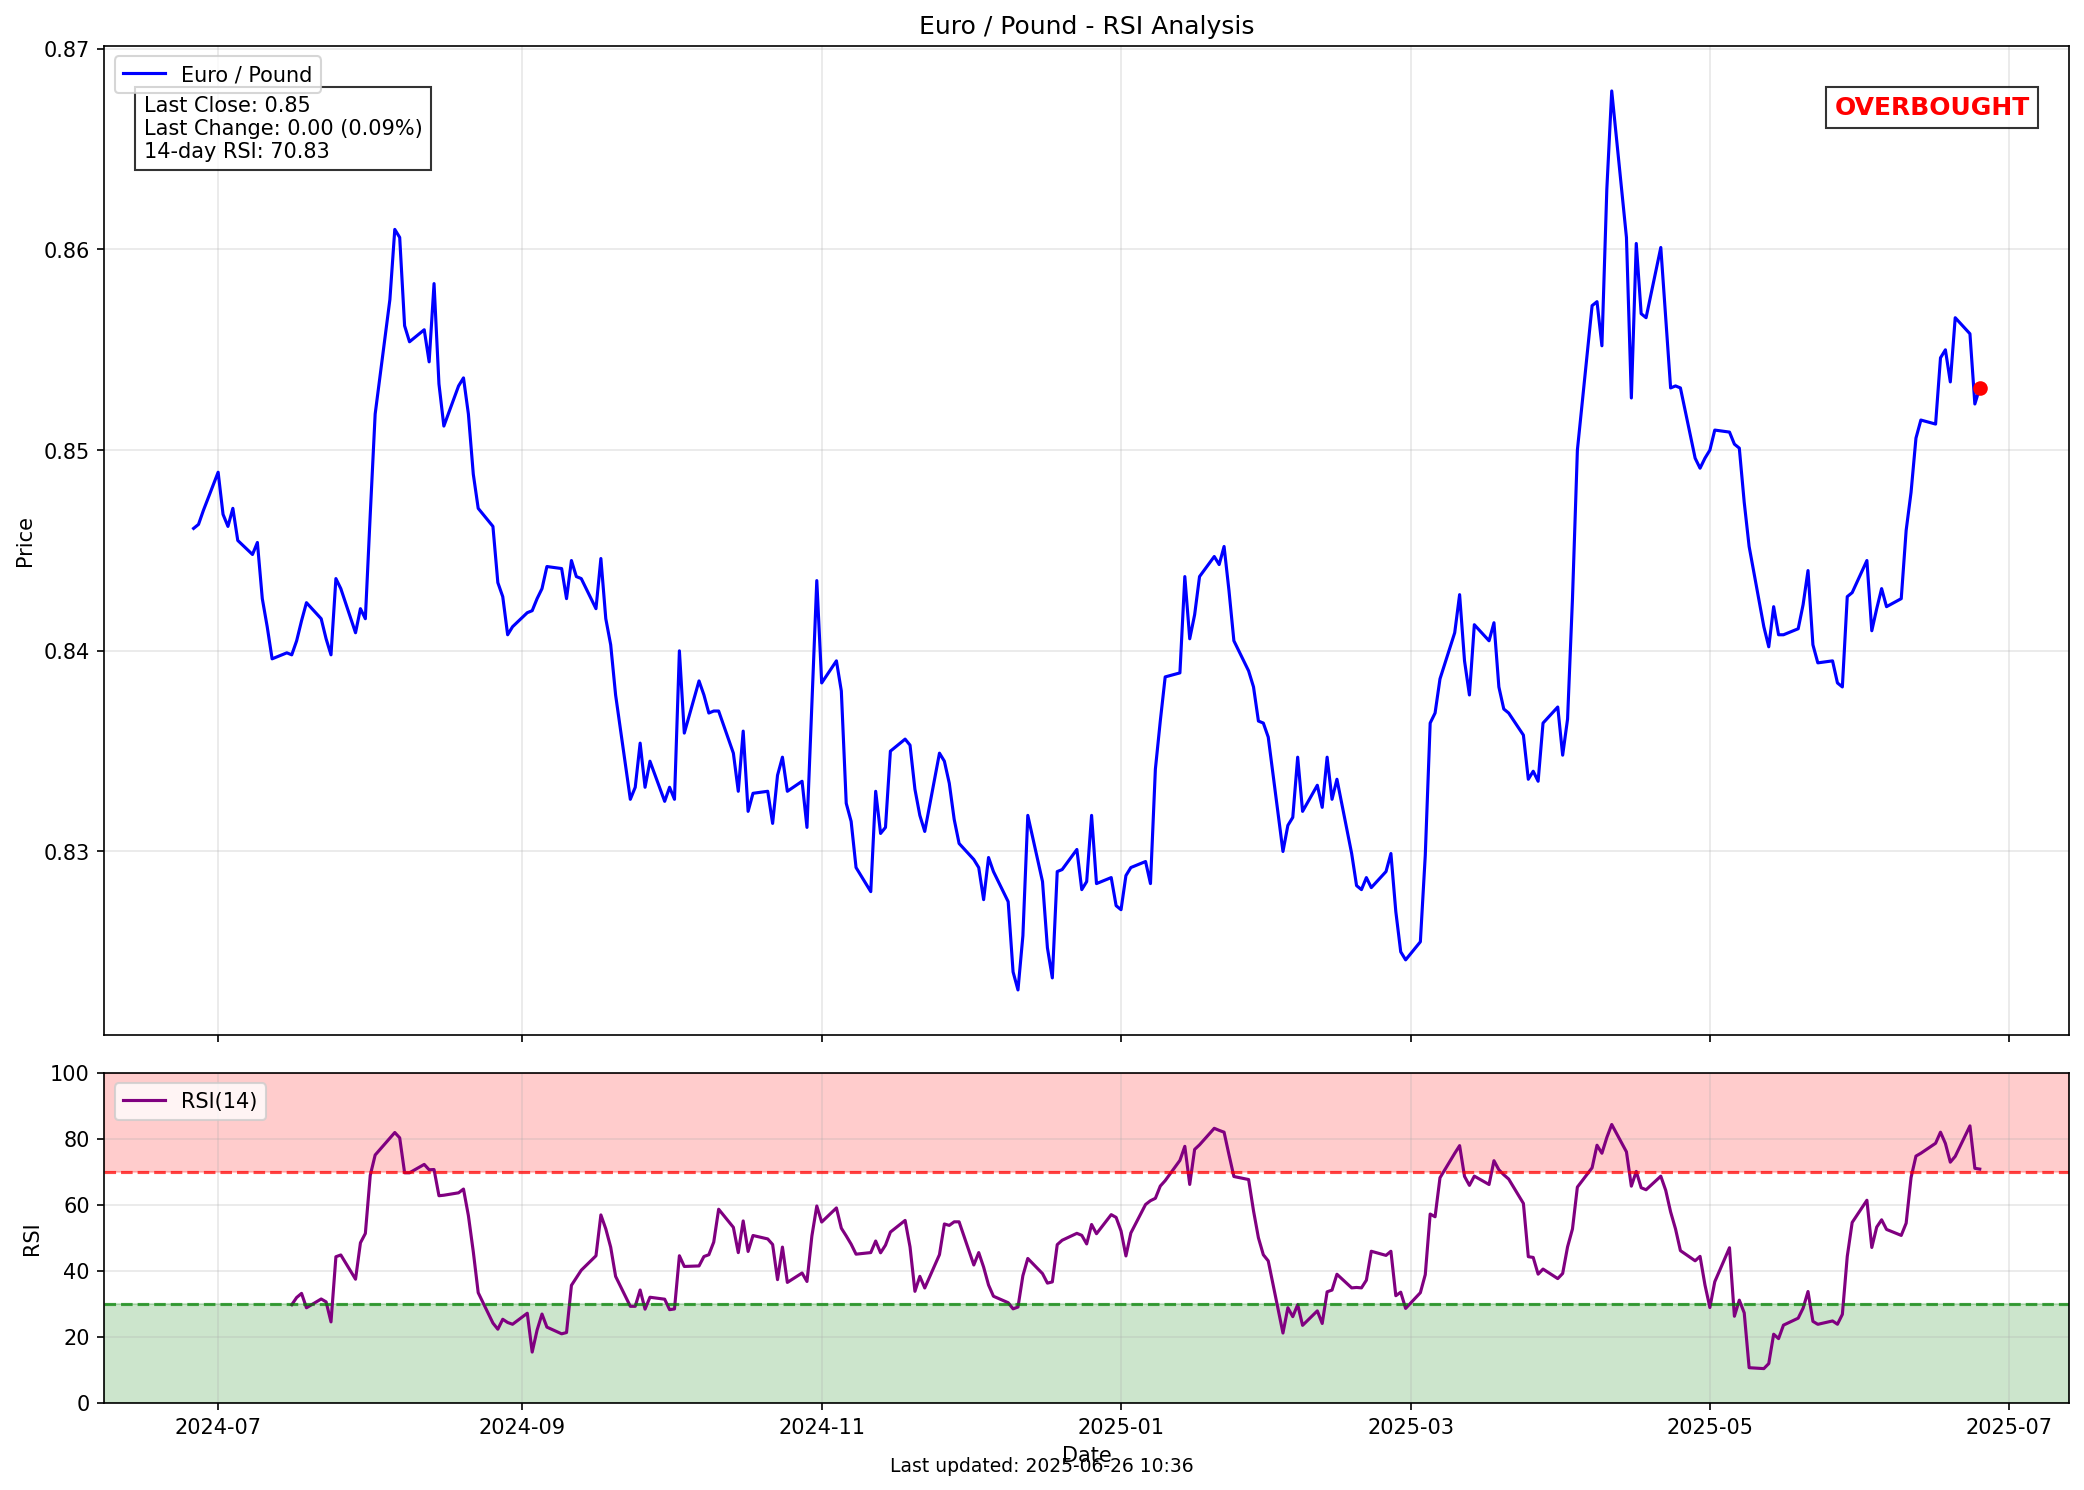 Euro / Pound - RSI Analysis
Euro / Pound
Last Close: 0.85
Last Change: 0.00 (0.09%)
14-day RSI: 70.83
OVERBOUGHT
0.87
0.86
0.85
0.84
0.83
Price
RSI(14)
100
80
60
40
20
0
RSI
2024-07
2024-09
2024-11
2025-01
2025-03
2025-05
2025-07
Date
Last updated: 2025-06-26 10:36